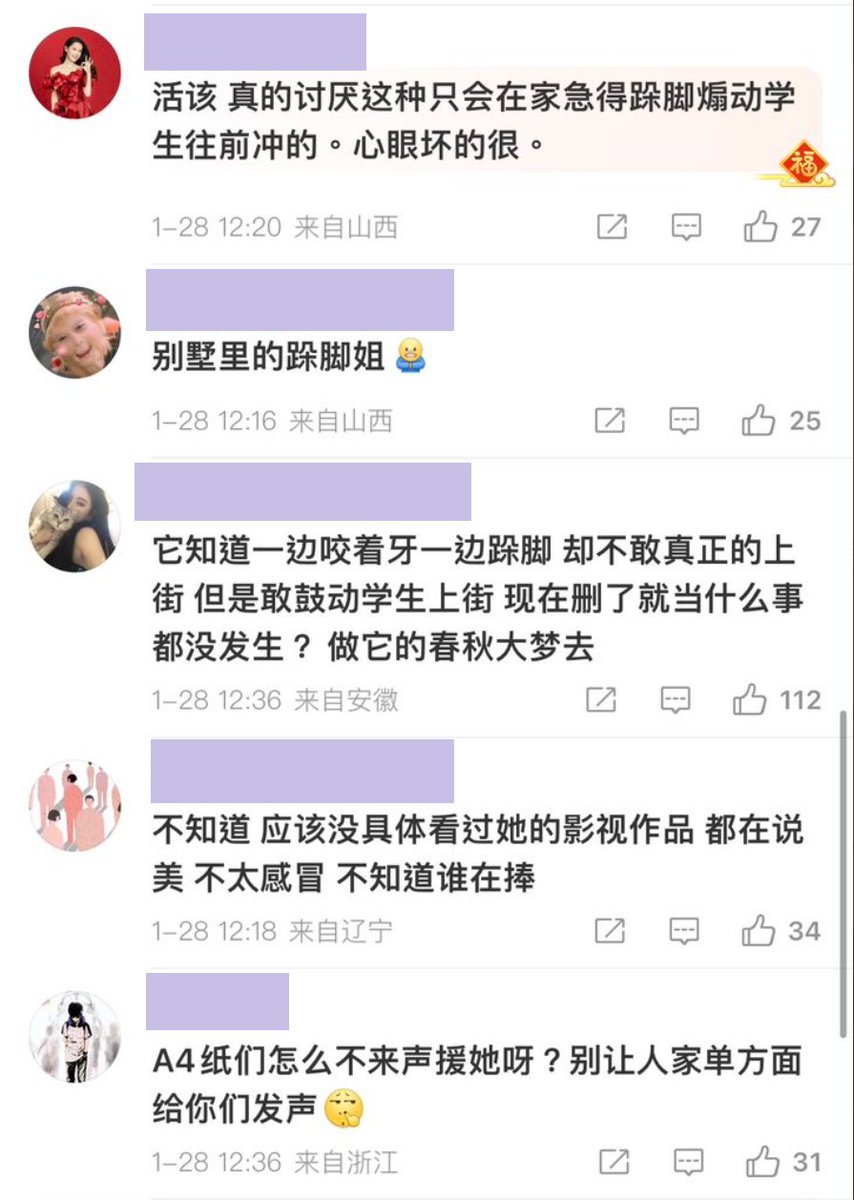 活该 真的讨厌这种只会在家急得跺脚煽动学
生往前冲的。心眼坏的很。
福
1-28 12:20 来自山西
27
别墅里的跺脚姐
1-28 12:16 来自山西
25
它知道一边咬着牙一边跺脚 却不敢真正的上
街 但是敢鼓动学生上街 现在删了就当什么事
都没发生？ 做它的春秋大梦去
1-28 12:36 来自安徽
112
不知道 应该没具体看过她的影视作品 都在说
美 不太感冒 不知道谁在捧
1-28 12:18 来自辽宁
34
A4纸们怎么不来声援她呀？别让人家单方面
给你们发声
1-28 12:36 来自浙江
31